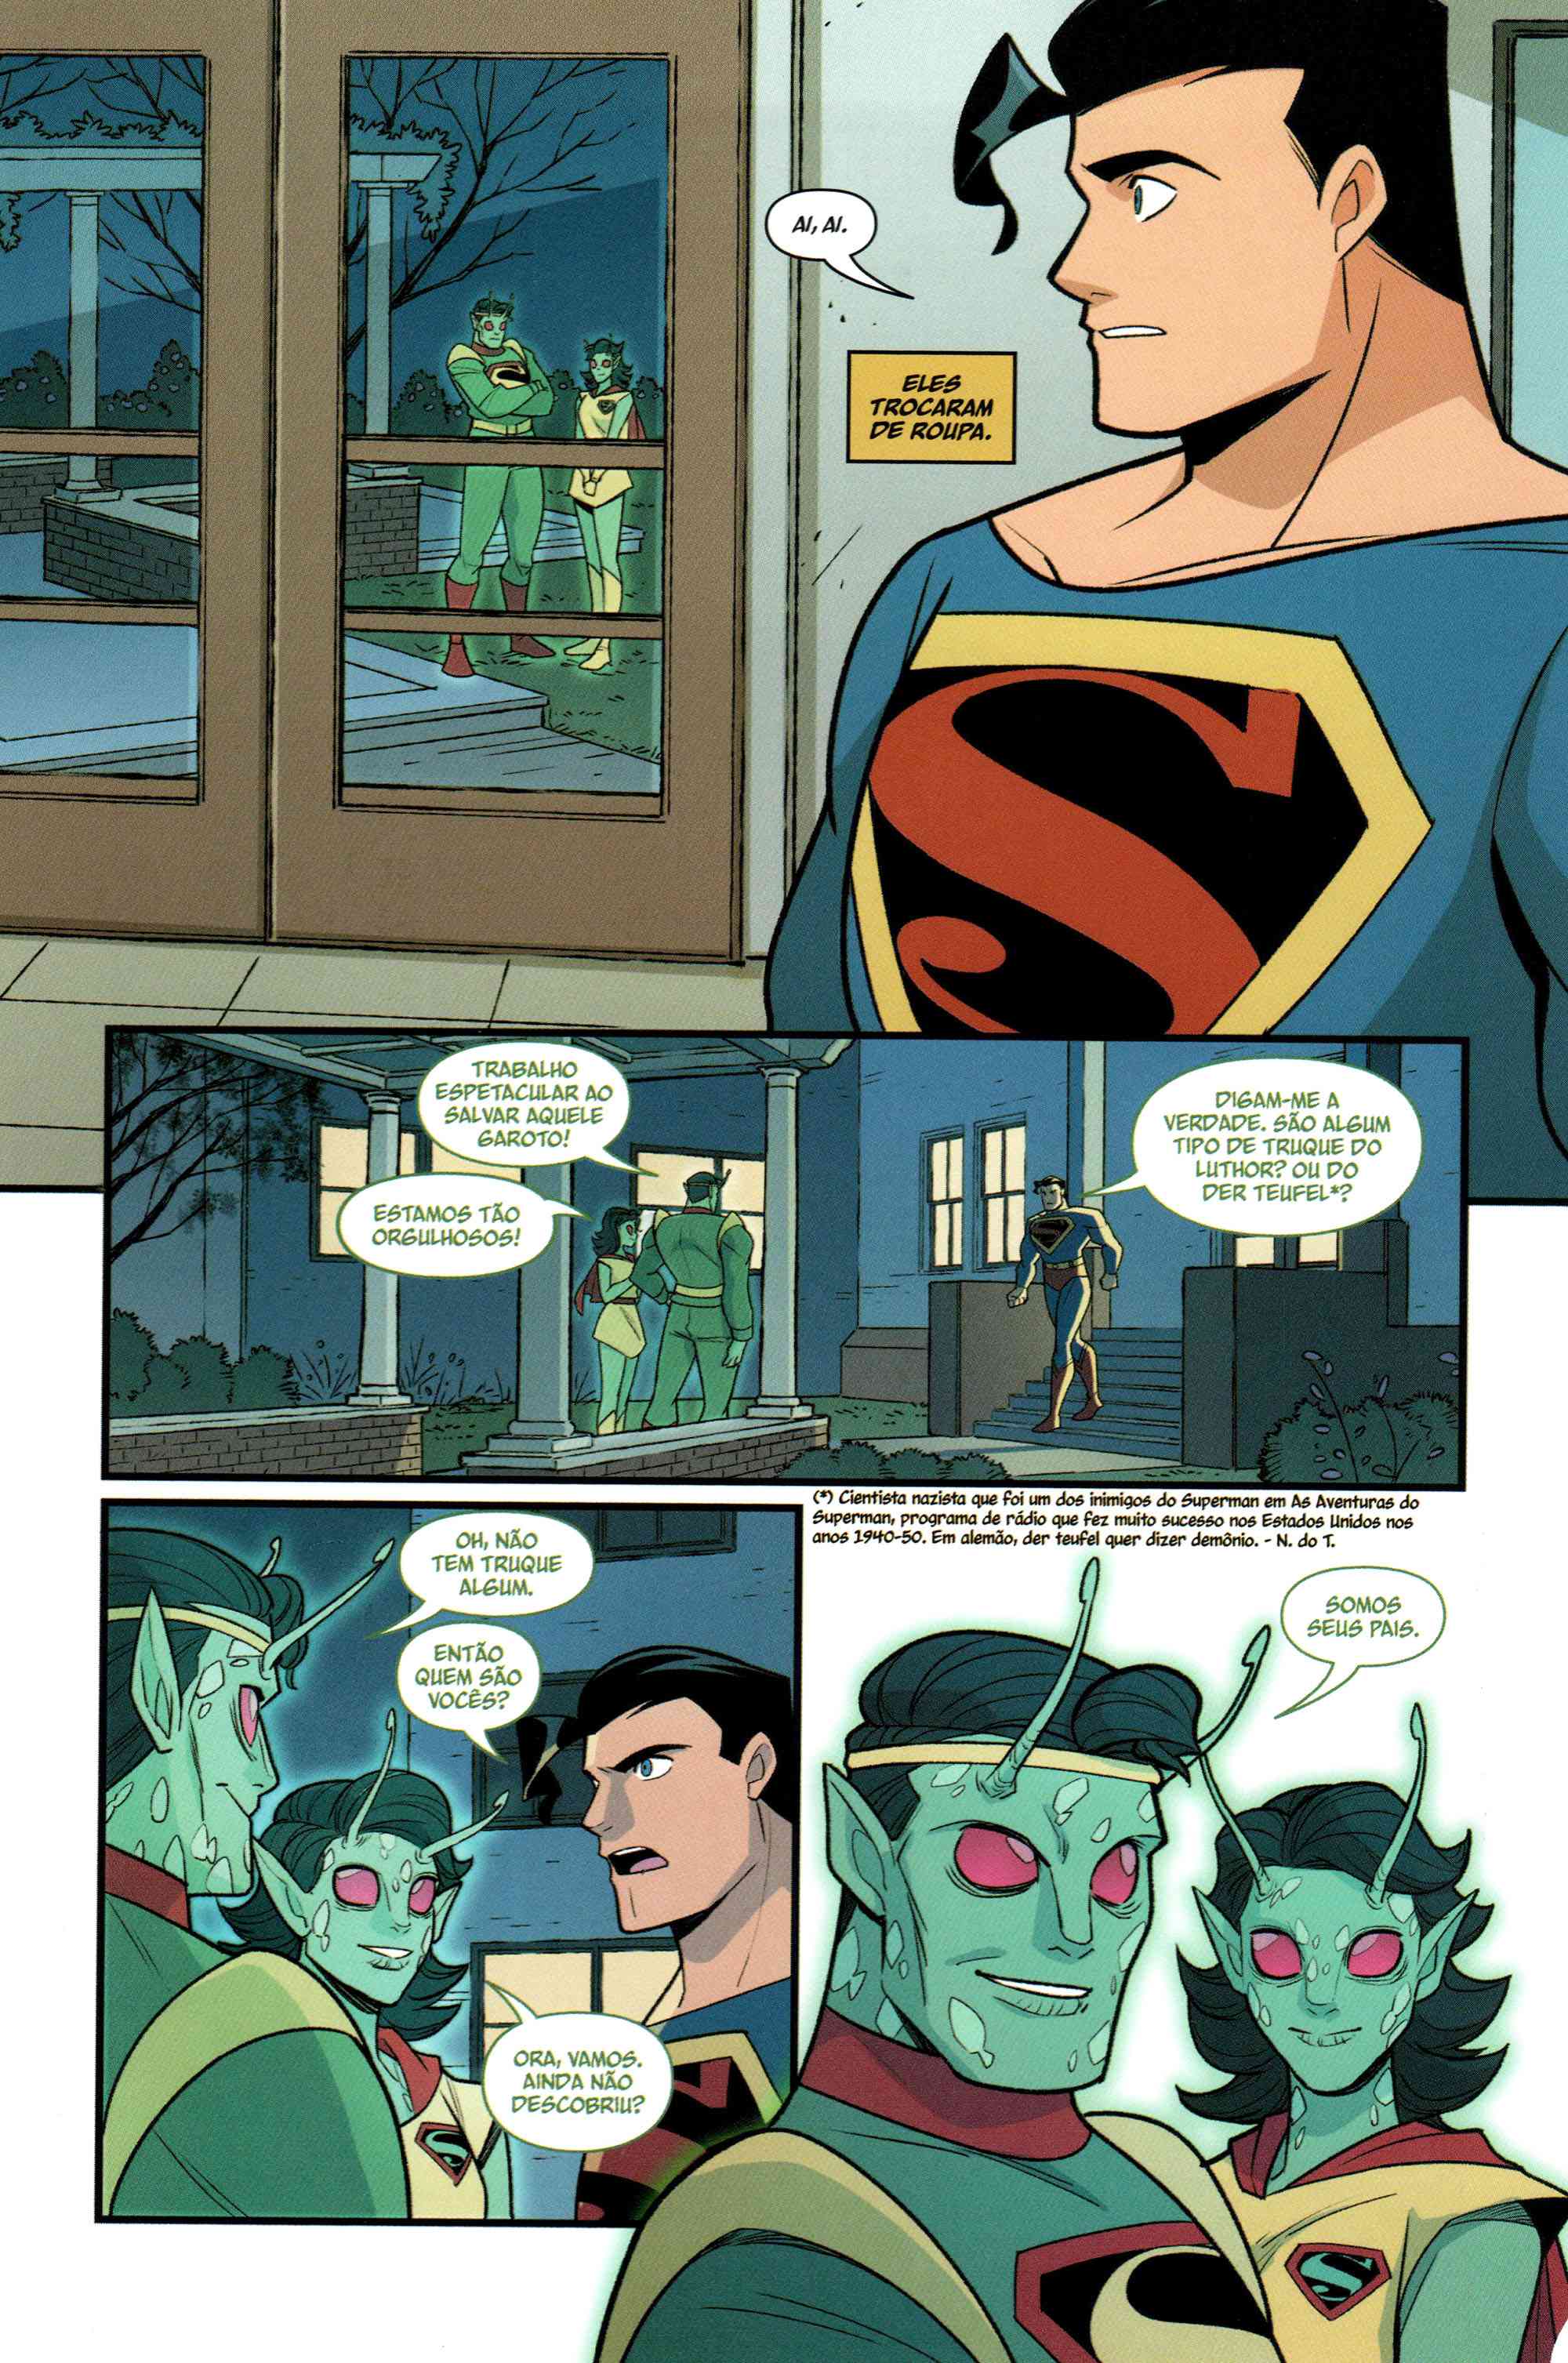 AI, AI.
ELES
TROCARAM
DE ROUPA.
TRABALHO
ESPETACULAR AO
SALVAR AQUELE
GAROTO!
ESTAMOS TÃO
ORGULHOSOS!
DIGAM-ME A
VERDADE. SÃO ALGUM
TIPO DE TRUQUE DO
LUTHOR? OU DO
DER TEUFEL*?
(*) Cientista nazista que foi um dos inimigos do Superman em As Aventuras do
Superman, programa de rádio que fez muito sucesso nos Estados Unidos nos
anos 1940-50. Em alemão, der teufel quer dizer demônio. - N. do T.
OH, NÃO
TEM TRUQUE
ALGUM.
ENTÃO
QUEM SÃO
VOCÊS?
ORA, VAMOS.
AINDA NÃO
DESCOBRIU?
SOMOS
SEUS PAIS.